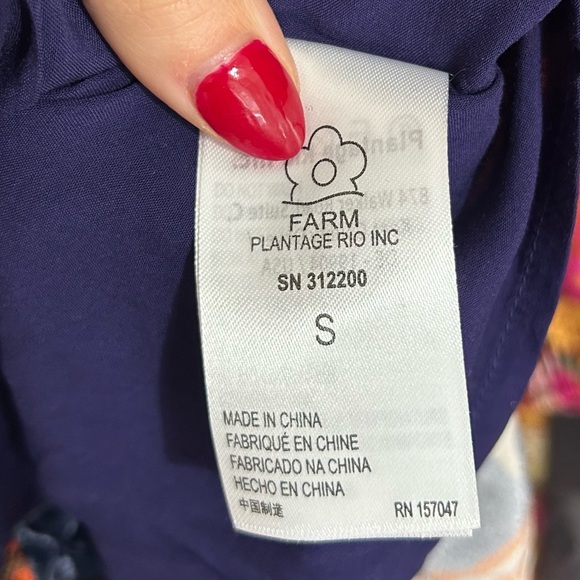 FARM
PLANTAGE RIO INC
SN 312200
S
MADE IN CHINA
FABRIQUÉ EN CHINE
FABRICADO NA CHINA
HECHO EN CHINA
中国制造
RN 157047